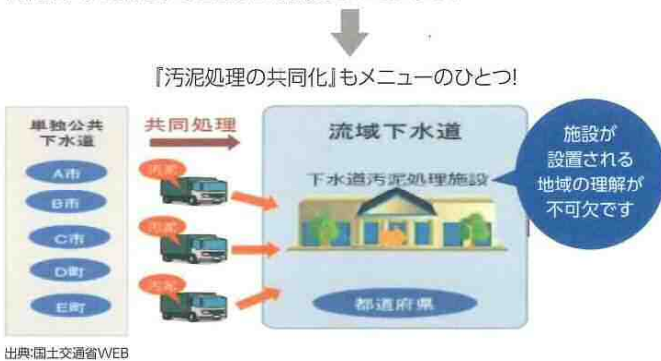 『汚泥処理の共同化』もメニューのひとつ!
単独公共
下水道
A市
B市
C市
D町
E町
共同処理
汚泥
汚泥
汚泥
流域下水道
下水道汚泥処理施設
都道府県
施設が
設置される
地域の理解が
不可欠です
出典:国土交通省WEB